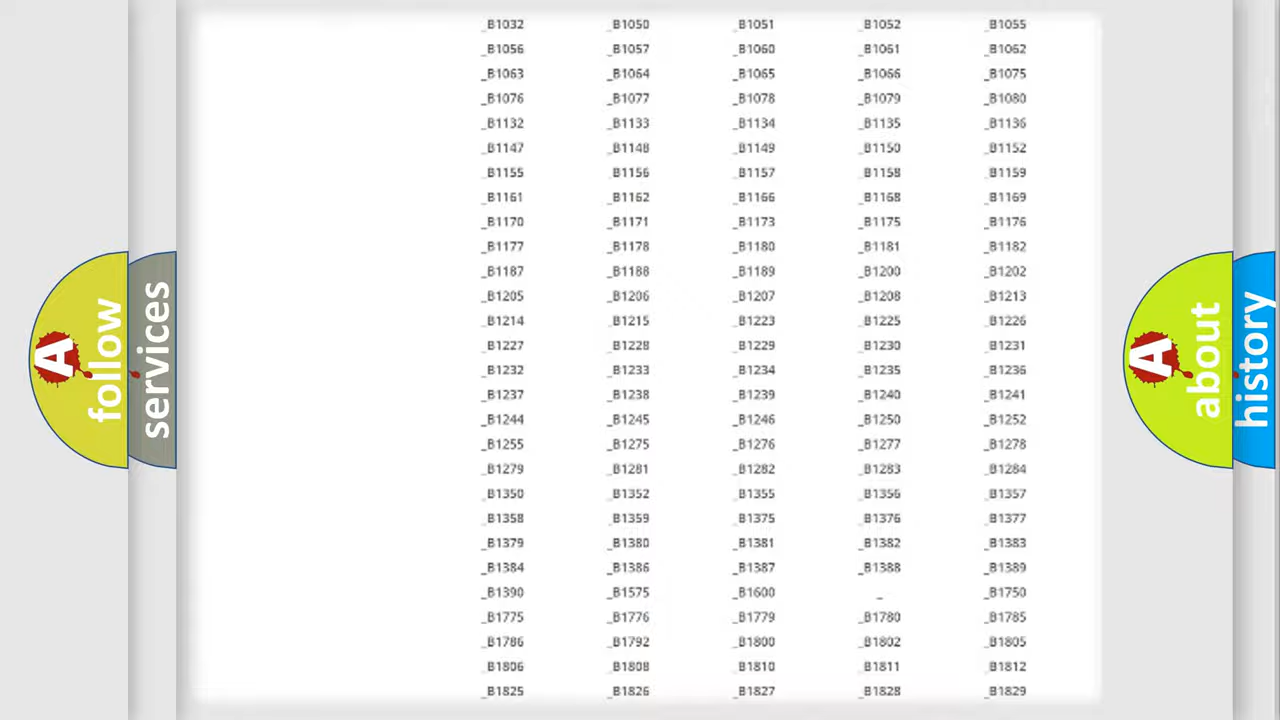 _B1032 _B1050 _B1051 _B1052 _B1055
_B1056 _B1057 _B1060 _B1061 _B1062
_B1063 _B1064 _B1065 _B1066 _B1075
_B1076 _B1077 _B1078 _B1079 _B1080
_B1132 _B1133 _B1134 _B1135 _B1136
_B1147 _B1148 _B1149 _B1150 _B1152
_B1155 _B1156 _B1157 _B1158 _B1159
_B1161 _B1162 _B1166 _B1168 _B1169
_B1170 _B1171 _B1173 _B1175 _B1176
_B1177 _B1178 _B1180 _B1181 _B1182
_B1187 _B1188 _B1189 _B1200 _B1202
_B1205 _B1206 _B1207 _B1208 _B1213
_B1214 _B1215 _B1223 _B1225 _B1226
_B1227 _B1228 _B1229 _B1230 _B1231
_B1232 _B1233 _B1234 _B1235 _B1236
_B1237 _B1238 _B1239 _B1240 _B1241
_B1244 _B1245 _B1246 _B1250 _B1252
_B1255 _B1275 _B1276 _B1277 _B1278
_B1279 _B1281 _B1282 _B1283 _B1284
_B1350 _B1352 _B1355 _B1356 _B1357
_B1358 _B1359 _B1375 _B1376 _B1377
_B1379 _B1380 _B1381 _B1382 _B1383
_B1384 _B1386 _B1387 _B1388 _B1389
_B1390 _B1575 _B1600 _ _B1750
_B1775 _B1776 _B1779 _B1780 _B1785
_B1786 _B1792 _B1800 _B1802 _B1805
_B1806 _B1808 _B1810 _B1811 _B1812
_B1825 _B1826 _B1827 _B1828 _B1829
A
follow
services
A
about
history